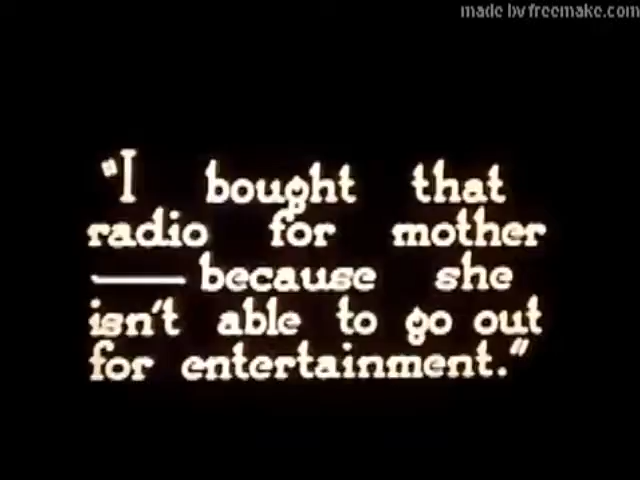 made by freemake.com
"I bought that
radio for mother
—because she
isn't able to go out
for entertainment."